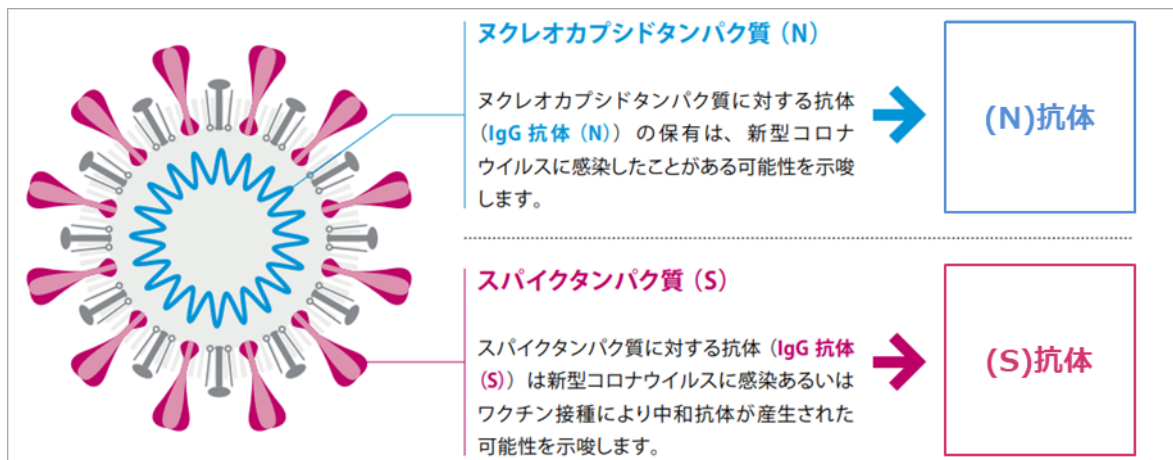 ヌクレオカプシドタンパク質（N）
ヌクレオカプシドタンパク質に対する抗体
（IgG 抗体（N））の保有は、新型コロナ
ウイルスに感染したことがある可能性を示唆
します。
(N)抗体
スパイクタンパク質（S）
スパイクタンパク質に対する抗体（IgG 抗体
（S））は新型コロナウイルスに感染あるいは
ワクチン接種により中和抗体が産生された
可能性を示唆します。
(S)抗体